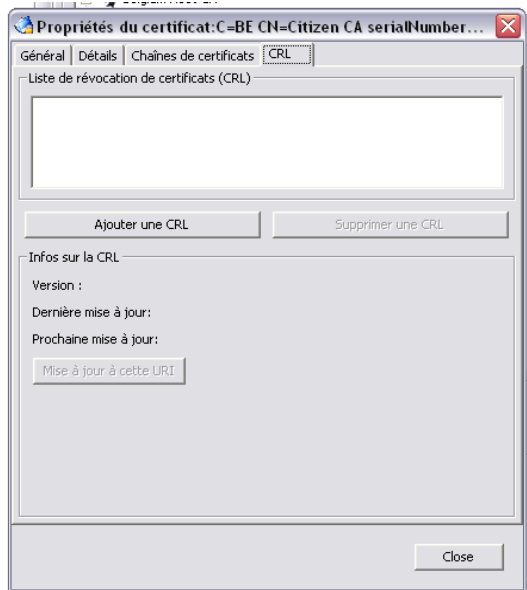 Propriétés du certificat:C=BE CN=Citizen CA serialNumber...
Général Détails Chaînes de certificats CRL
Liste de révocation de certificats (CRL)
Ajouter une CRL Supprimer une CRL
Infos sur la CRL
Version :
Dernière mise à jour:
Prochaine mise à jour:
Mise à jour à cette URI
Close